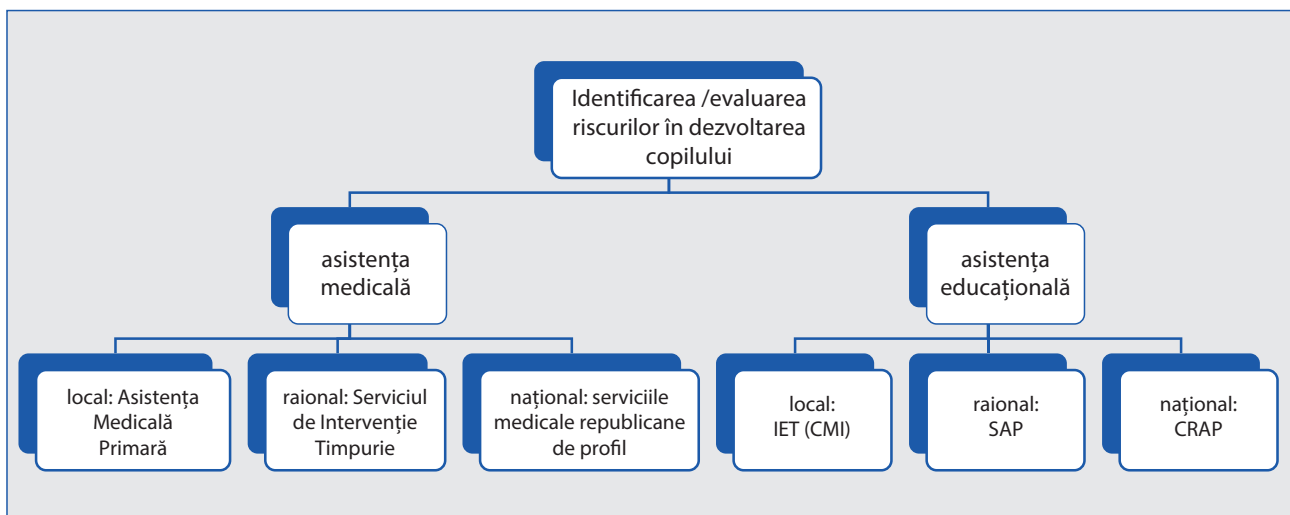 Identificarea /evaluarea
riscurilor în dezvoltarea
copilului
asistența
medicală
asistența
educațională
local: Asistența
Medicală
Primară
raional: Serviciul
de Intervenție
Timpurie
național: serviciile
medicale republicane
de profil
local:
IET (CMI)
raional:
SAP
național:
CRAP